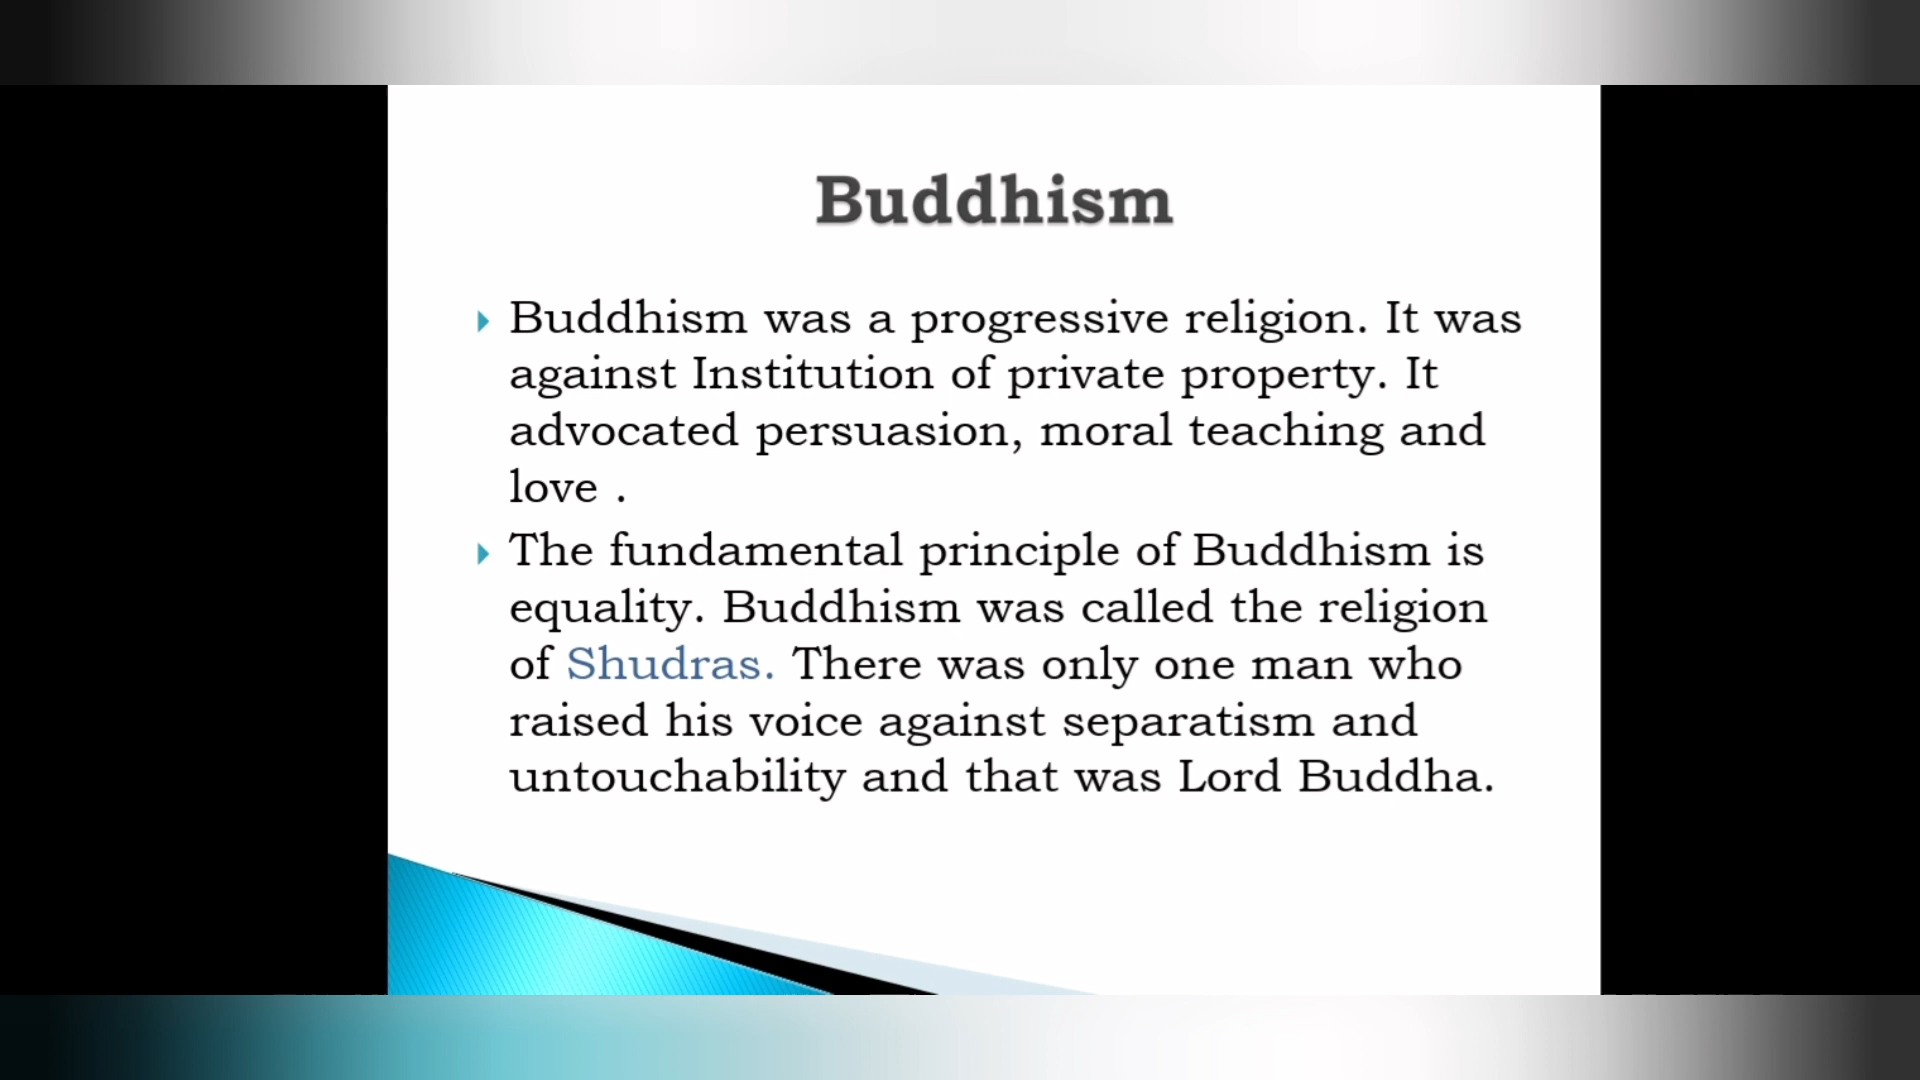 Buddhism
Buddhism was a progressive religion. It was
against Institution of private property. It
advocated persuasion, moral teaching and
love .
The fundamental principle of Buddhism is
equality. Buddhism was called the religion
of Shudras. There was only one man who
raised his voice against separatism and
untouchability and that was Lord Buddha.